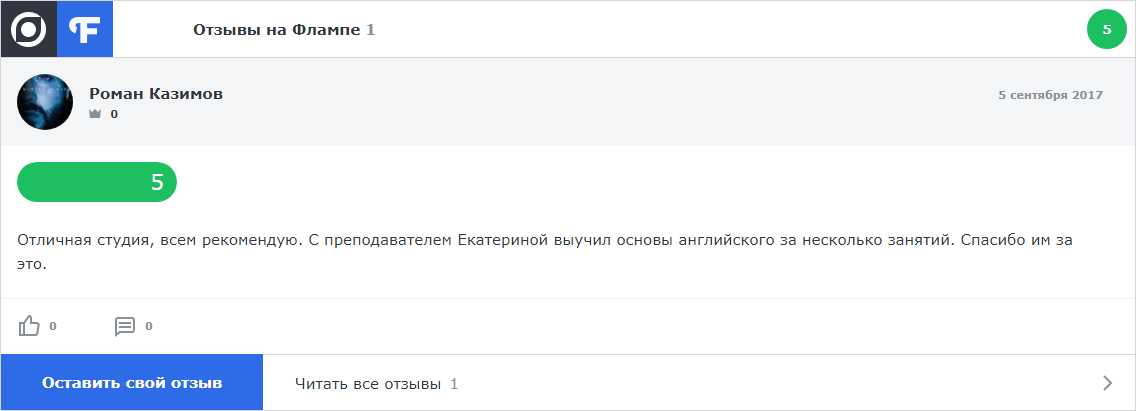 Отзывы на Флампе 1
5
Роман Казимов
5 сентября 2017
0
5
Отличная студия, всем рекомендую. С преподавателем Екатериной выучил основы английского за несколько занятий. Спасибо им за
это.
0
0
Оставить свой отзыв
Читать все отзывы 1